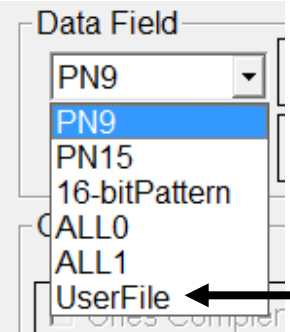 Data Field
PN9
PN9
PN15
16-bitPattern
ALL0
ALL1
UserFile